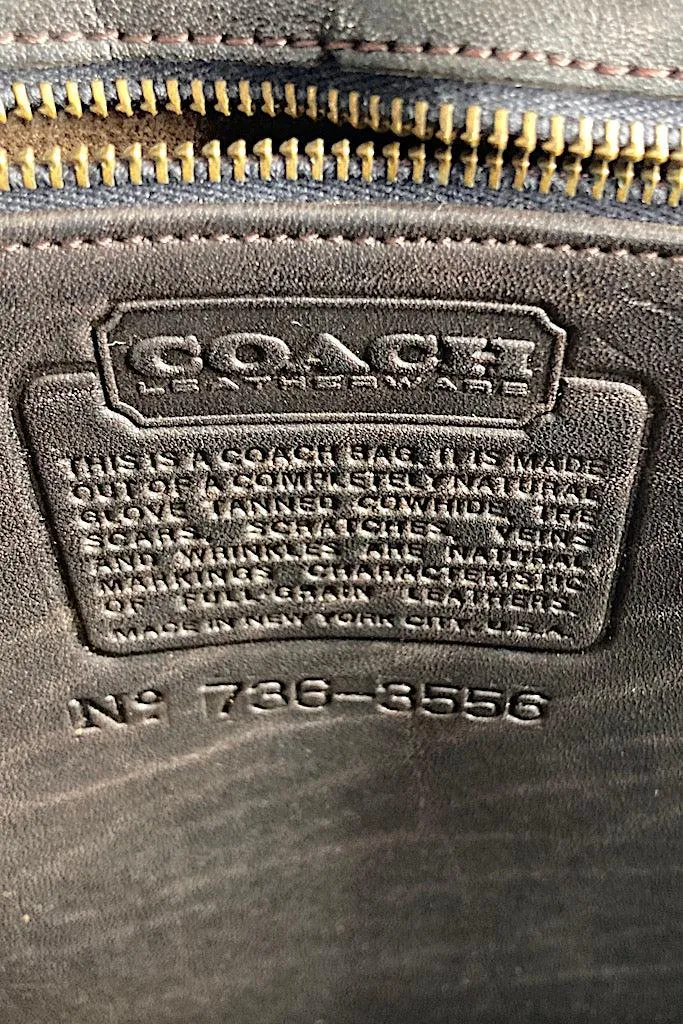 COACH
LEATHERWARE
THIS IS A COACH BAG. IT IS MADE
OUT OF A COMPLETELY NATURAL
GLOVE TANNED COWHIDE. THE
SCARS, SCRATCHES, VEINS
AND WRINKLES ARE NATURAL
MARKINGS CHARACTERISTIC
OF FULL-GRAIN LEATHERS.
MADE IN NEW YORK CITY, U.S.A.
No 736-3556